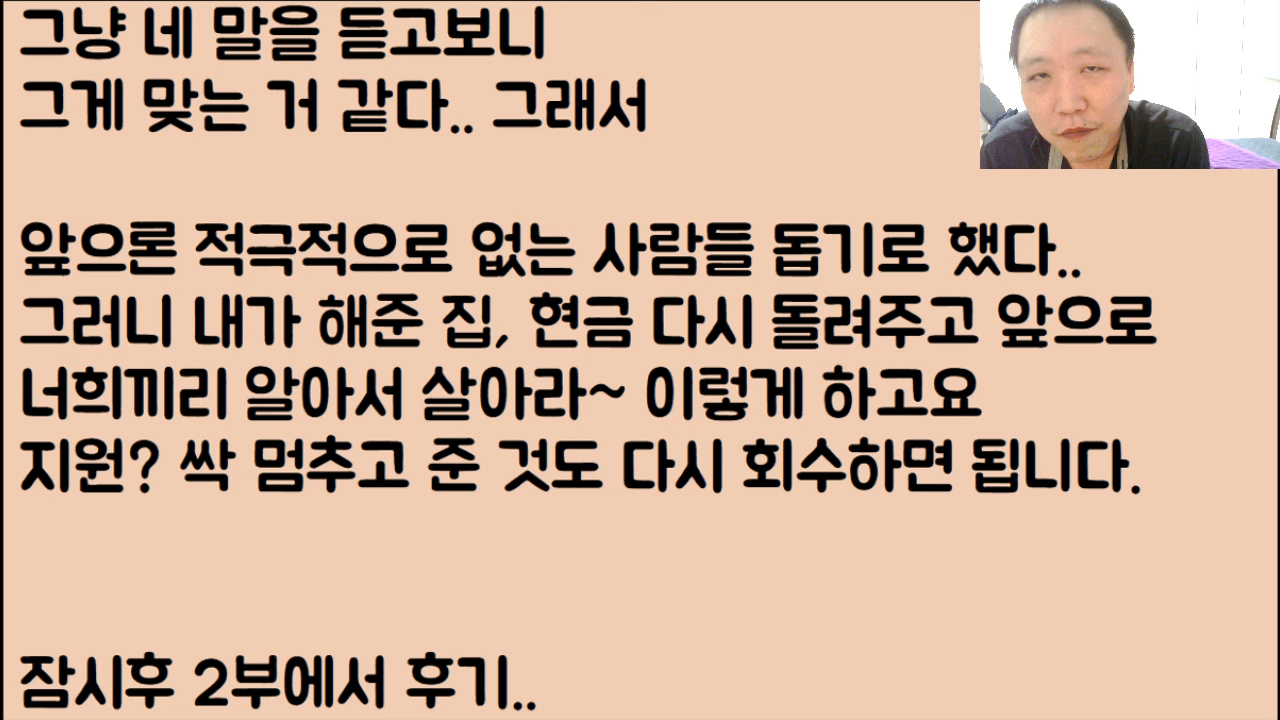 그냥 네 말을 듣고보니
그게 맞는 거 같다.. 그래서
앞으론 적극적으로 없는 사람들 돕기로 했다..
그러니 내가 해준 집, 현금 다시 돌려주고 앞으로
너희끼리 알아서 살아라~ 이렇게 하고요
지원? 싹 멈추고 준 것도 다시 회수하면 됩니다.
잠시후 2부에서 후기..